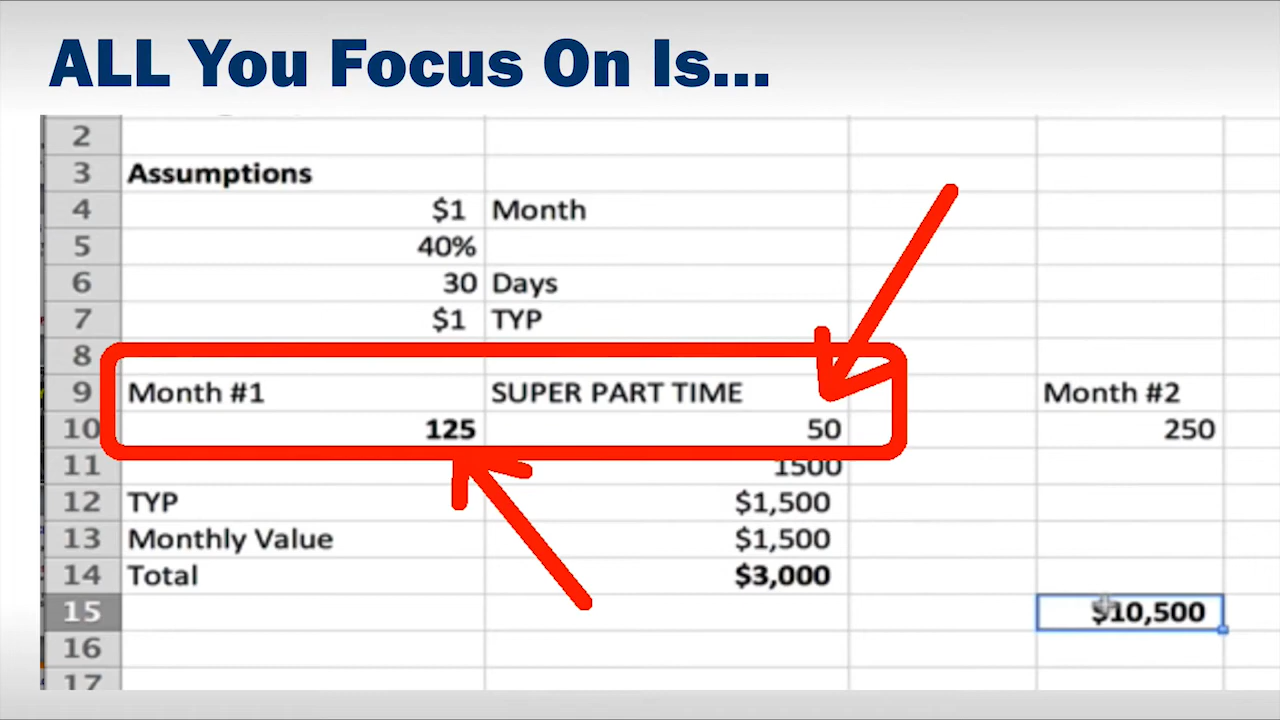 ALL You Focus On Is...
2
3 Assumptions
4 $1 Month
5 40%
6 30 Days
7 $1 TYP
8
9 Month #1 SUPER PART TIME Month #2
10 125 50 250
11 1500
12 TYP $1,500
13 Monthly Value $1,500
14 Total $3,000
15 $10,500
16
17